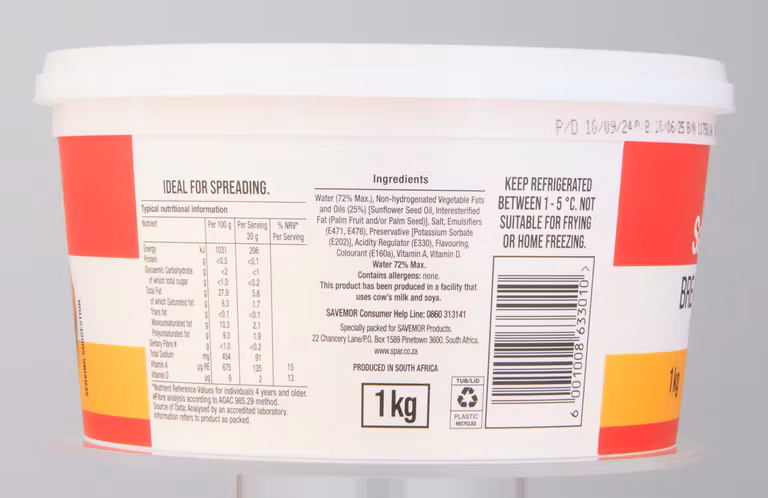 P/D 10/09/24
IDEAL FOR SPREADING.
Typical nutritional information
Nutrient Per 100 g Per Serving 20 g % NRV* Per Serving
Energy kJ 1031 206
Protein g <0.5 <0.1
Glycaemic Carbohydrate g <2 <1
of which total sugar g <1.0 <0.2
Total Fat g 27.9 5.6
of which Saturated fat g 8.3 1.7
Trans fat g <0.1 <0.1
Monounsaturated fat g 10.3 2.1
Polyunsaturated fat g 9.3 1.9
Dietary Fibre # g <1.0 <0.2
Total Sodium mg 454 91
Vitamin A µg RE 675 135 15
Vitamin D µg 9 2 13
*Nutrient Reference Values for individuals 4 years and older.
#Fibre analysis according to AOAC 985.29 method.
Source of Data: Analysed by an accredited laboratory.
Information refers to product as packed.
SERVING SUGGESTION
Ingredients
Water (72% Max.), Non-hydrogenated Vegetable Fats
and Oils (25%) [Sunflower Seed Oil, Interesterified
Fat (Palm Fruit and/or Palm Seed)], Salt, Emulsifiers
(E471, E476), Preservative [Potassium Sorbate
(E202)], Acidity Regulator (E330), Flavouring,
Colourant (E160a), Vitamin A, Vitamin D.
Water 72% Max.
Contains allergens: none.
This product has been produced in a facility that
uses cow's milk and soya.
SAVEMOR Consumer Help Line: 0860 313141
Specially packed for SAVEMOR Products.
22 Chancery Lane/P.O. Box 1589 Pinetown 3600, South Africa.
www.spar.co.za
PRODUCED IN SOUTH AFRICA
1kg
TUB/LID
PLASTIC
RECYCLED
KEEP REFRIGERATED
BETWEEN 1 - 5 °C. NOT
SUITABLE FOR FRYING
OR HOME FREEZING.
6 001008 633010 >
S
BRE
1kg